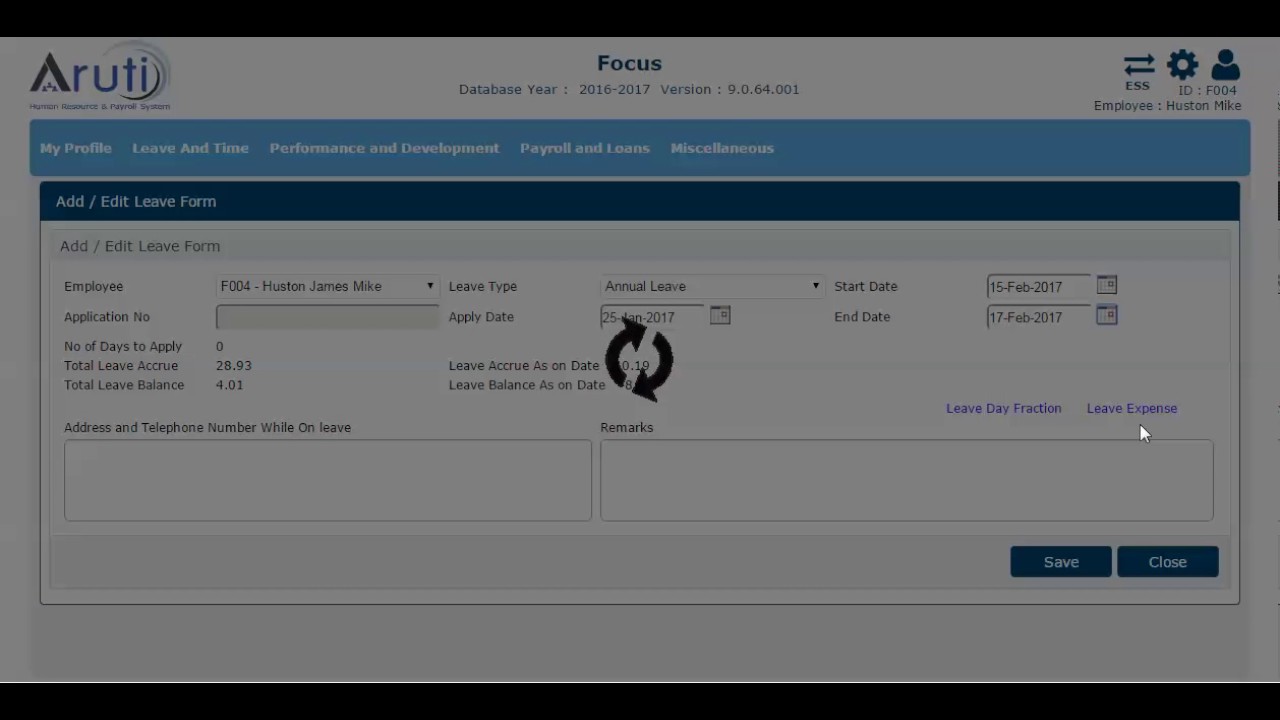 Aruti
Human Resource & Payroll System
Focus
Database Year : 2016-2017 Version : 9.0.64.001
ESS
ID : F004
Employee : Huston Mike
My Profile Leave And Time Performance and Development Payroll and Loans Miscellaneous
Add / Edit Leave Form
Add / Edit Leave Form
Employee F004 - Huston James Mike Leave Type Annual Leave Start Date 15-Feb-2017
Application No Apply Date 25-Jan-2017 End Date 17-Feb-2017
No of Days to Apply 0
Total Leave Accrue 28.93 Leave Accrue As on Date
Total Leave Balance 4.01 Leave Balance As on Date
Leave Day Fraction Leave Expense
Address and Telephone Number While On leave Remarks
Save Close